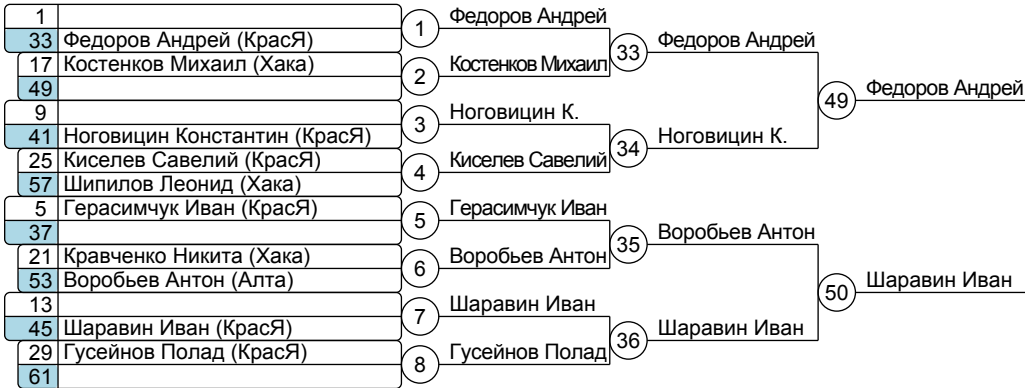 1
33 Федоров Андрей (КрасЯ)
17 Костенков Михаил (Хака)
49
9
41 Ноговицин Константин (КрасЯ)
25 Киселев Савелий (КрасЯ)
57 Шипилов Леонид (Хака)
5 Герасимчук Иван (КрасЯ)
37
21 Кравченко Никита (Хака)
53 Воробьев Антон (Алта)
13
45 Шаравин Иван (КрасЯ)
29 Гусейнов Полад (КрасЯ)
61
1 Федоров Андрей
2 Костенков Михаил
3 Ноговицин К.
4 Киселев Савелий
5 Герасимчук Иван
6 Воробьев Антон
7 Шаравин Иван
8 Гусейнов Полад
33 Федоров Андрей
34 Ноговицин К.
35 Воробьев Антон
36 Шаравин Иван
49 Федоров Андрей
50 Шаравин Иван